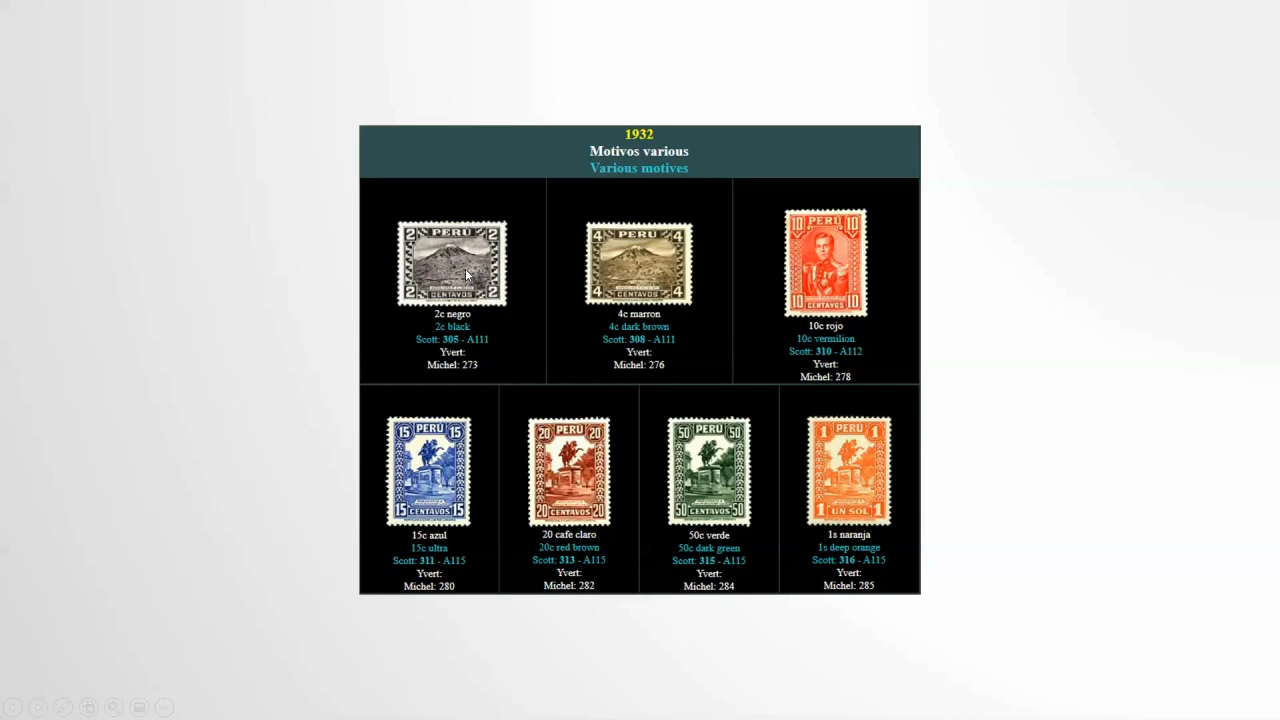 1932
Motivos various
Various motives
2 PERU 2
2 CENTAVOS 2
4 PERU 4
4 CENTAVOS 4
10 PERU 10
10 CENTAVOS 10
2c negro
2c black
Scott: 305 - A111
Yvert:
Michel: 273
4c marron
4c dark brown
Scott: 308 - A111
Yvert:
Michel: 276
10c rojo
10c vermilion
Scott: 310 - A112
Yvert:
Michel: 278
15 PERU 15
15 CENTAVOS 15
20 PERU 20
20 CENTAVOS 20
50 PERU 50
50 CENTAVOS 50
1 PERU 1
1 UN SOL 1
15c azul
15c ultra
Scott: 311 - A115
Yvert:
Michel: 280
20 cafe claro
20c red brown
Scott: 313 - A115
Yvert:
Michel: 282
50c verde
50c dark green
Scott: 315 - A115
Yvert:
Michel: 284
1s naranja
1s deep orange
Scott: 316 - A115
Yvert:
Michel: 285